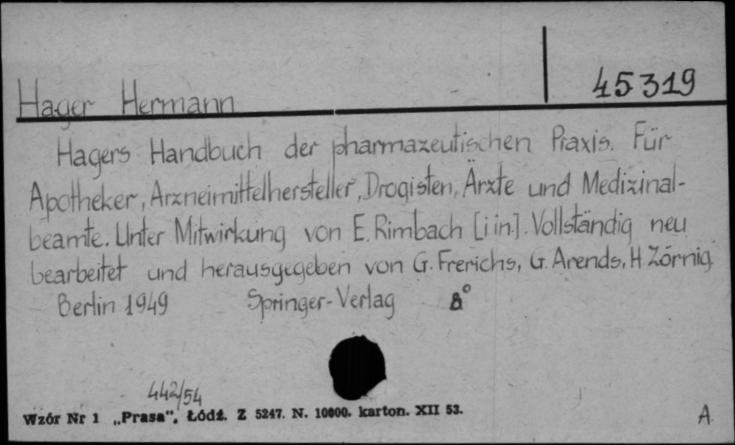 45319
Hager Hermann
Hagers Handbuch der pharmazeutischen Praxis. Für
Apotheker, Arzneimittelhersteller, Drogisten, Ärzte und Medizinal-
beamte. Unter Mitwirkung von E. Rimbach [i in.]. Vollständig neu
bearbeitet und herausgegeben von G. Frerichs, G. Arends, H Zörnig.
Berlin 1949 Springer-Verlag 8°
442/54
Wzór Nr 1 „Prasa”, Łódź. Z 5247. N. 10000. karton. XII 53.
A.